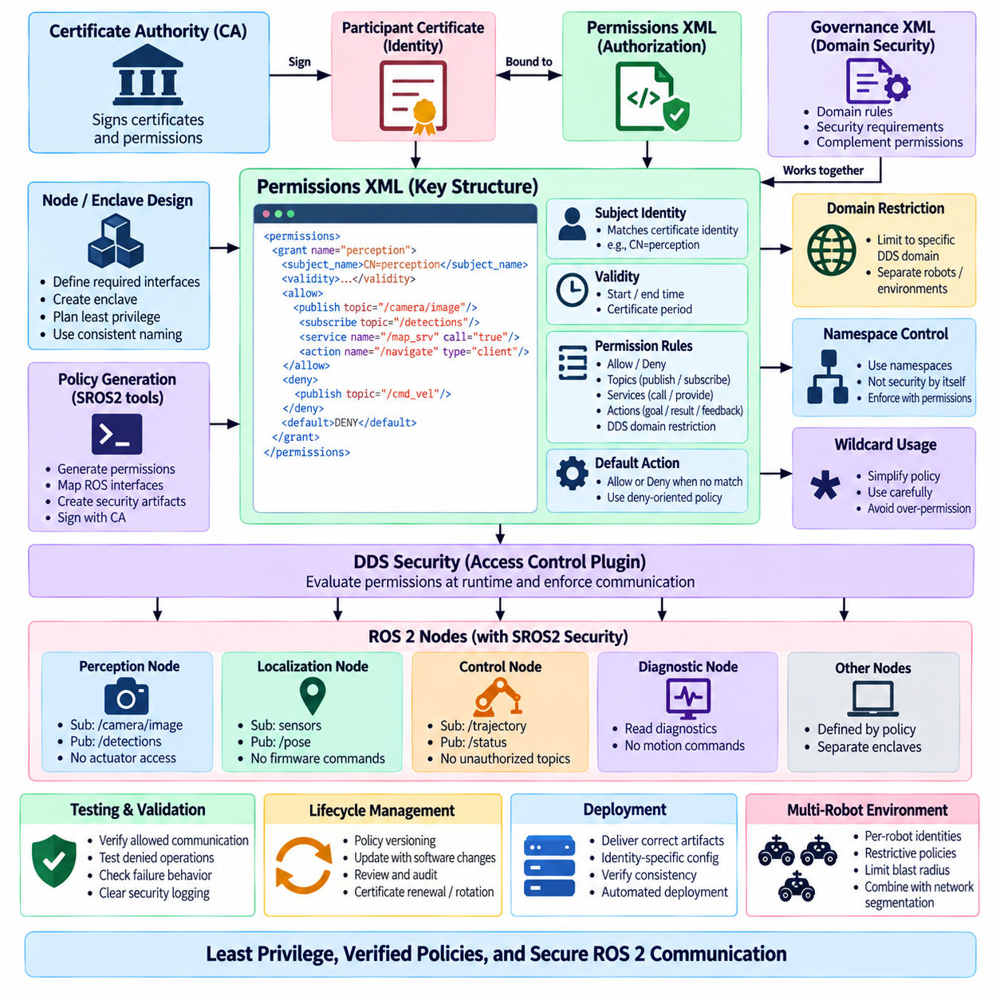 Certificate Authority (CA)
Signs certificates
and permissions
Sign
Participant Certificate
(Identity)
Bound to
Permissions XML
(Authorization)
</>
Governance XML
(Domain Security)
• Domain rules
• Security requirements
• Complement permissions
Works together
Node / Enclave Design
• Define required interfaces
• Create enclave
• Plan least privilege
• Use consistent naming
Policy Generation
(SROS2 tools)
>_
• Generate permissions
• Map ROS interfaces
• Create security artifacts
• Sign with CA
Permissions XML (Key Structure)
<permissions>
<grant name="perception">
<subject_name>CN=perception</subject_name>
<validity>...</validity>
<allow>
<publish topic="/camera/image"/>
<subscribe topic="/detections"/>
<service name="/map_srv" call="true"/>
<action name="/navigate" type="client"/>
</allow>
<deny>
<publish topic="/cmd_vel"/>
</deny>
<default>DENY</default>
</grant>
</permissions>
Subject Identity
• Matches certificate identity
• e.g., CN=perception
Validity
• Start / end time
• Certificate period
Permission Rules
• Allow / Deny
• Topics (publish / subscribe)
• Services (call / provide)
• Actions (goal / result / feedback)
• DDS domain restriction
Default Action
• Allow or Deny when no match
• Use deny-oriented policy
Domain Restriction
• Limit to specific
DDS domain
• Separate robots /
environments
Namespace Control
• Use namespaces
• Not security by itself
• Enforce with permissions
Wildcard Usage
*
• Simplify policy
• Use carefully
• Avoid over-permission
DDS Security (Access Control Plugin)
Evaluate permissions at runtime and enforce communication
ROS 2 Nodes (with SROS2 Security)
Perception Node
• Sub: /camera/image
• Pub: /detections
• No actuator access
Localization Node
• Sub: sensors
• Pub: /pose
• No firmware commands
Control Node
• Sub: /trajectory
• Pub: /status
• No unauthorized topics
Diagnostic Node
• Read diagnostics
• No motion commands
Other Nodes
• Defined by policy
• Separate enclaves
Testing & Validation
• Verify allowed communication
• Test denied operations
• Check failure behavior
• Clear security logging
Lifecycle Management
• Policy versioning
• Update with software changes
• Review and audit
• Certificate renewal / rotation
Deployment
• Deliver correct artifacts
• Identity-specific config
• Verify consistency
• Automated deployment
Multi-Robot Environment
• Per-robot identities
• Restrictive policies
• Limit blast radius
• Combine with network
segmentation
Least Privilege, Verified Policies, and Secure ROS 2 Communication